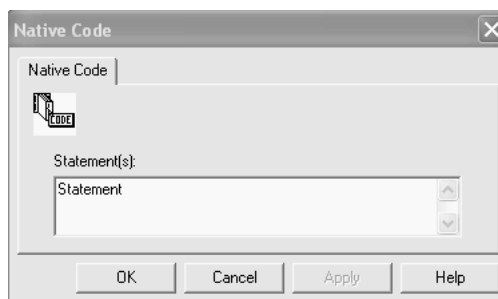 Native Code
Native Code
CODE
Statement(s):
Statement
OK Cancel Apply Help